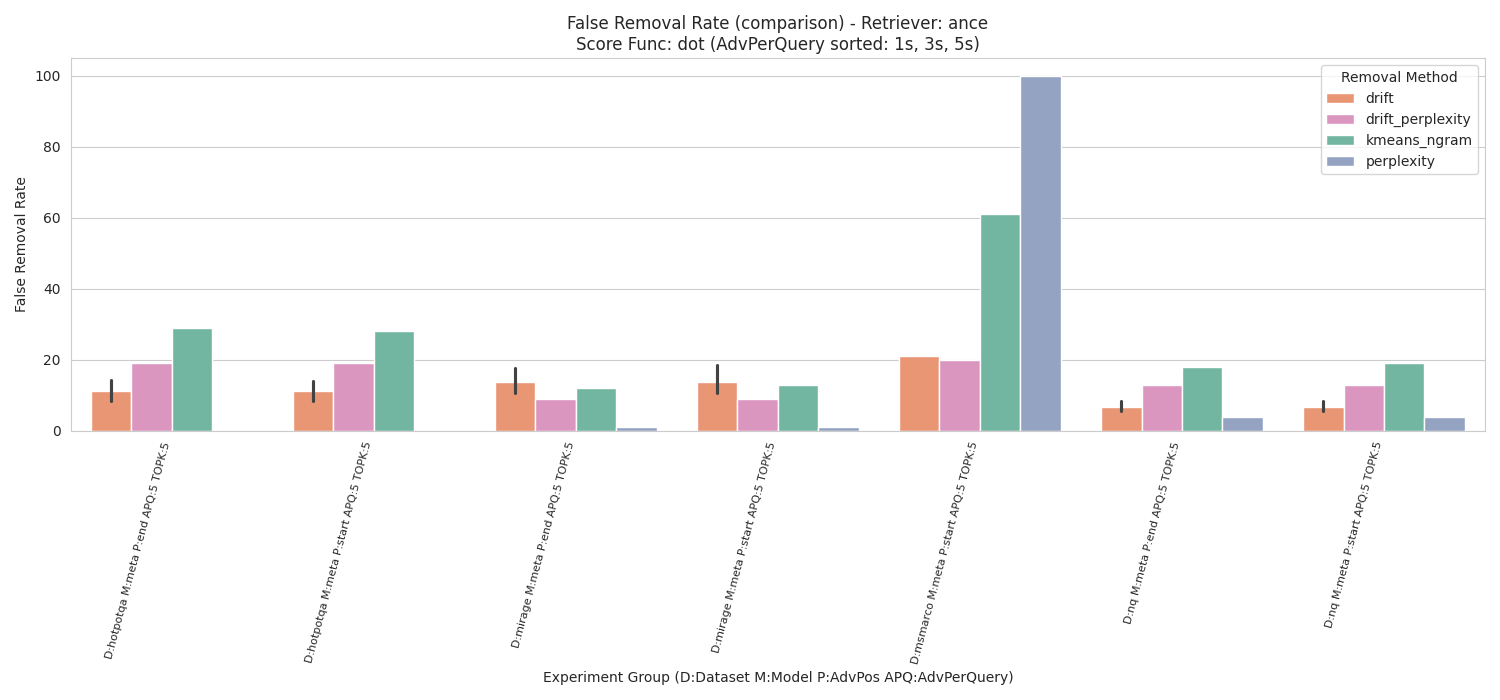 False Removal Rate (comparison) - Retriever: ance
Score Func: dot (AdvPerQuery sorted: 1s, 3s, 5s)
Removal Method
drift
drift_perplexity
kmeans_ngram
perplexity
False Removal Rate
100
80
60
40
20
0
D:hotpotqa M:meta P:end APQ:5 TOPK:5
D:hotpotqa M:meta P:start APQ:5 TOPK:5
D:mirage M:meta P:end APQ:5 TOPK:5
D:mirage M:meta P:start APQ:5 TOPK:5
D:msmarco M:meta P:start APQ:5 TOPK:5
D:nq M:meta P:end APQ:5 TOPK:5
D:nq M:meta P:start APQ:5 TOPK:5
Experiment Group (D:Dataset M:Model P:AdvPos APQ:AdvPerQuery)